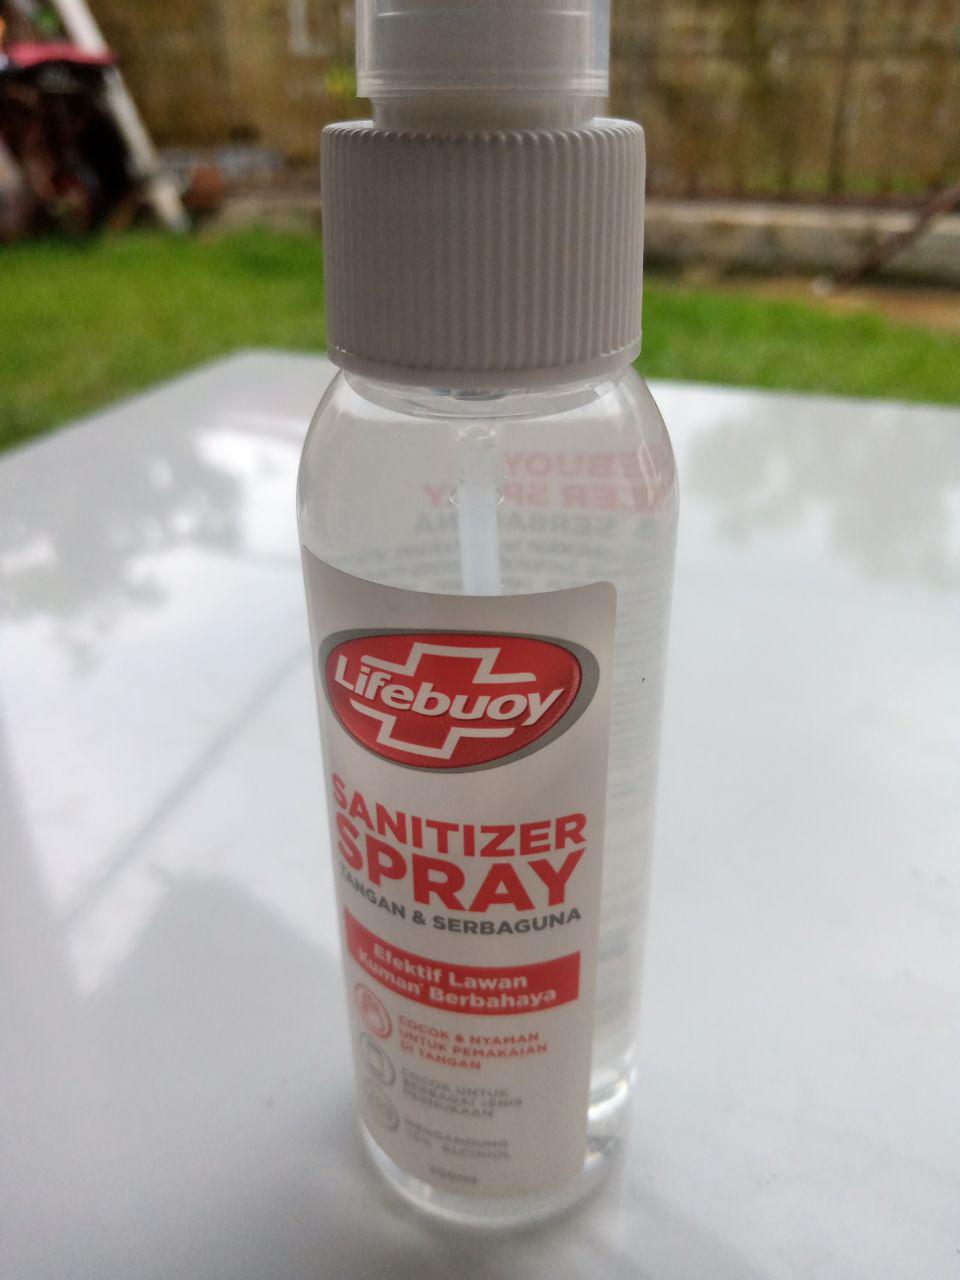 Lifebuoy
SANITIZER
SPRAY
TANGAN & SERBAGUNA
Efektif Lawan
Kuman* Berbahaya
COCOK & NYAMAN
UNTUK PEMAKAIAN
DI TANGAN
COCOK UNTUK
BERBAGAI JENIS
PERMUKAAN
MENGANDUNG
ALCOHOL
100ml